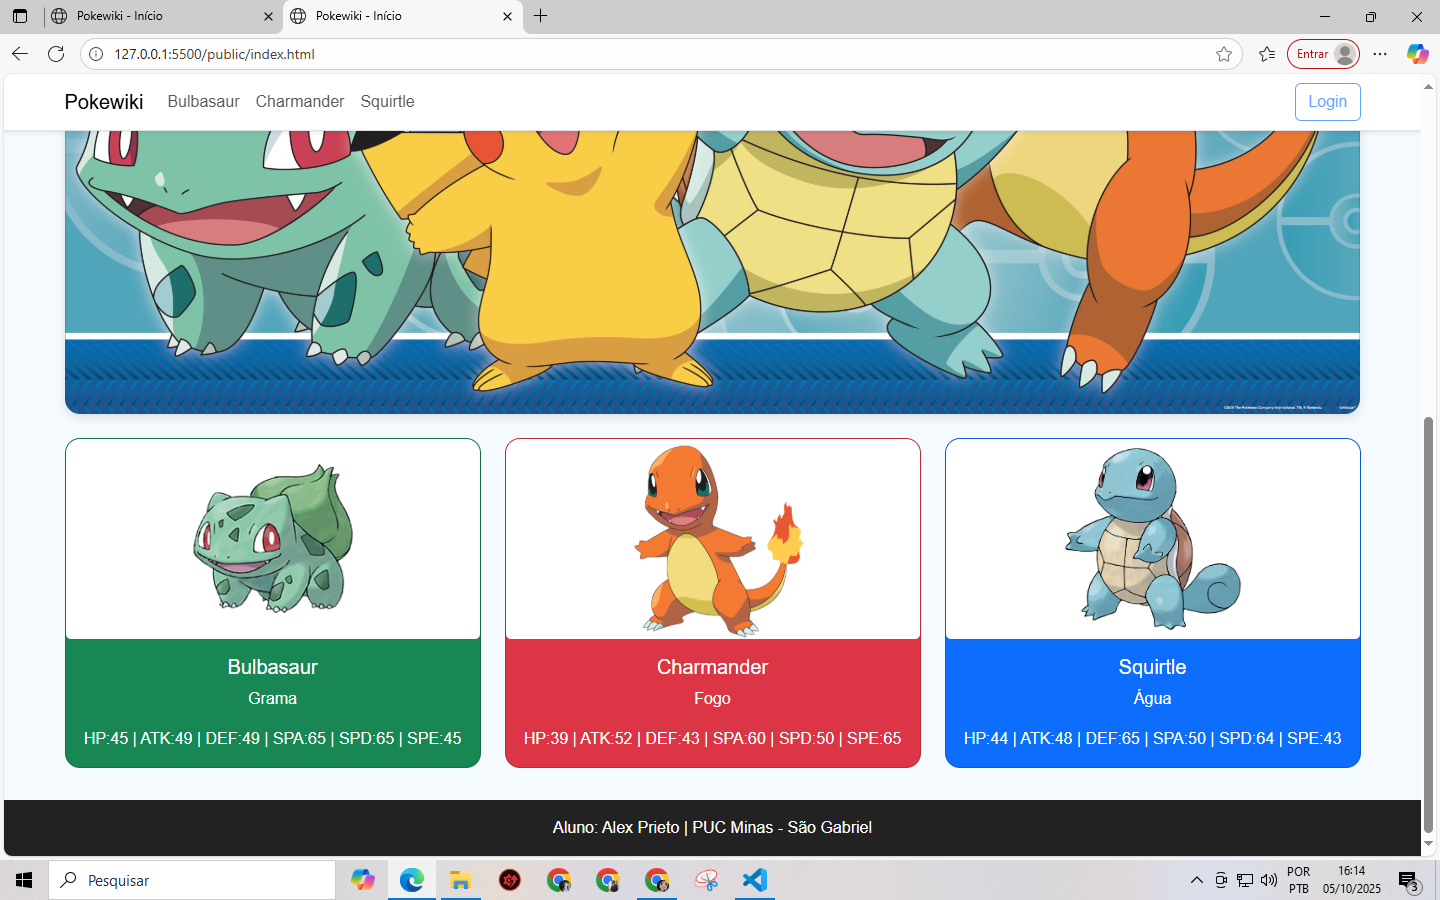 Pokewiki - Início
Pokewiki - Início
127.0.0.1:5500/public/index.html
Entrar
Pokewiki Bulbasaur Charmander Squirtle Login
Bulbasaur
Grama
HP:45 | ATK:49 | DEF:49 | SPA:65 | SPD:65 | SPE:45
Charmander
Fogo
HP:39 | ATK:52 | DEF:43 | SPA:60 | SPD:50 | SPE:65
Squirtle
Água
HP:44 | ATK:48 | DEF:65 | SPA:50 | SPD:64 | SPE:43
Aluno: Alex Prieto | PUC Minas - São Gabriel
Pesquisar
POR
PTB
16:14
05/10/2025
3